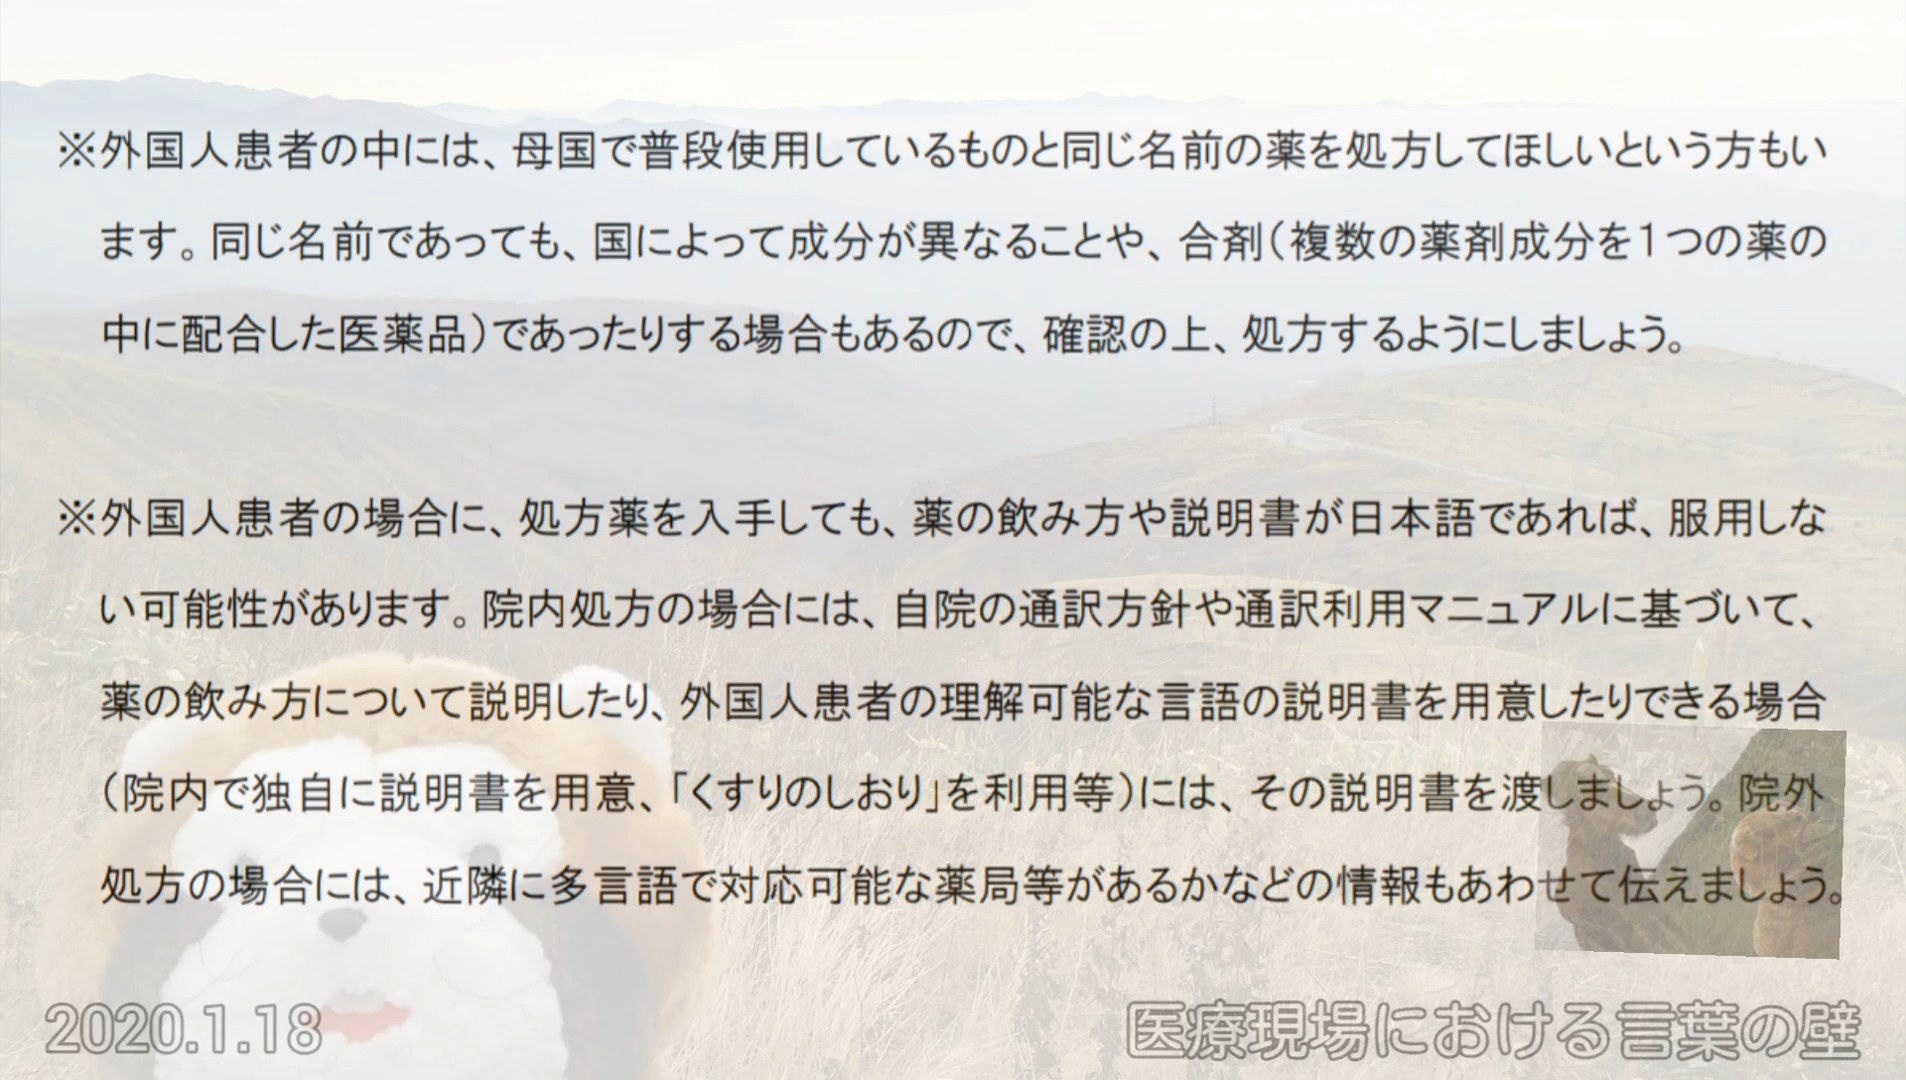 ※外国人患者の中には、母国で普段使用しているものと同じ名前の薬を処方してほしいという方もい
ます。同じ名前であっても、国によって成分が異なることや、合剤（複数の薬剤成分を１つの薬の
中に配合した医薬品）であったりする場合もあるので、確認の上、処方するようにしましょう。
※外国人患者の場合に、処方薬を入手しても、薬の飲み方や説明書が日本語であれば、服用しな
い可能性があります。院内処方の場合には、自院の通訳方針や通訳利用マニュアルに基づいて、
薬の飲み方について説明したり、外国人患者の理解可能な言語の説明書を用意したりできる場合
（院内で独自に説明書を用意、「くすりのしおり」を利用等）には、その説明書を渡しましょう。院外
処方の場合には、近隣に多言語で対応可能な薬局等があるかなどの情報もあわせて伝えましょう。
2020.1.18
医療現場における言葉の壁